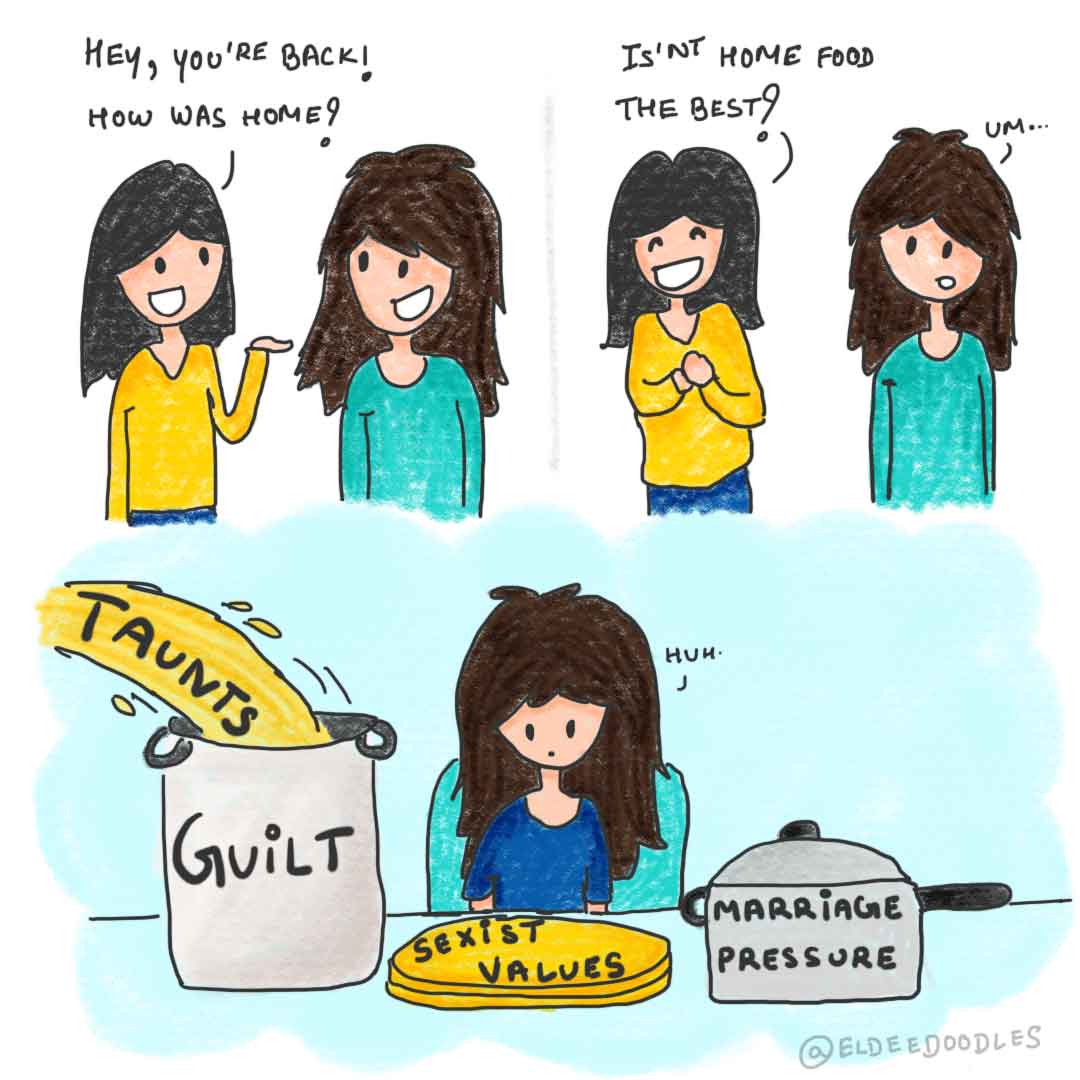 HEY, YOU'RE BACK!
HOW WAS HOME?
IS'NT HOME FOOD
THE BEST?
UM...
TAUNTS
HUH.
GUiLT
SEXiST
VALUES
MARRiAGE
PRESSURE
@ELDEEDOODLES